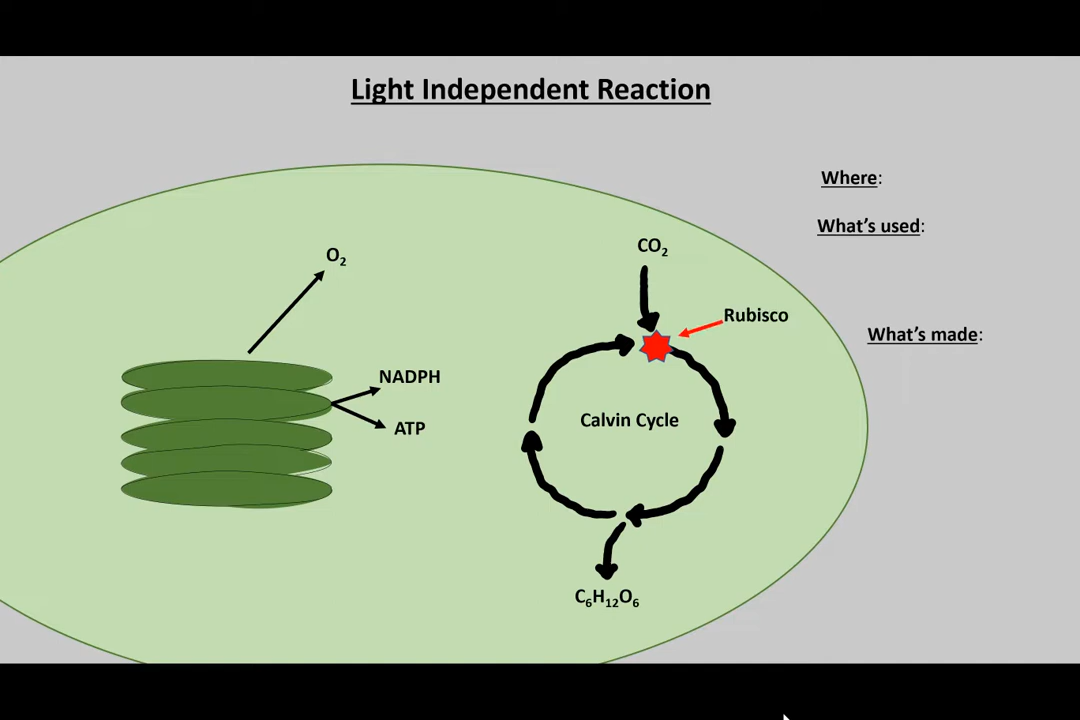 Light Independent Reaction
Where:
What's used:
CO₂
O₂
Rubisco
What's made:
NADPH
ATP
Calvin Cycle
C₆H₁₂O₆